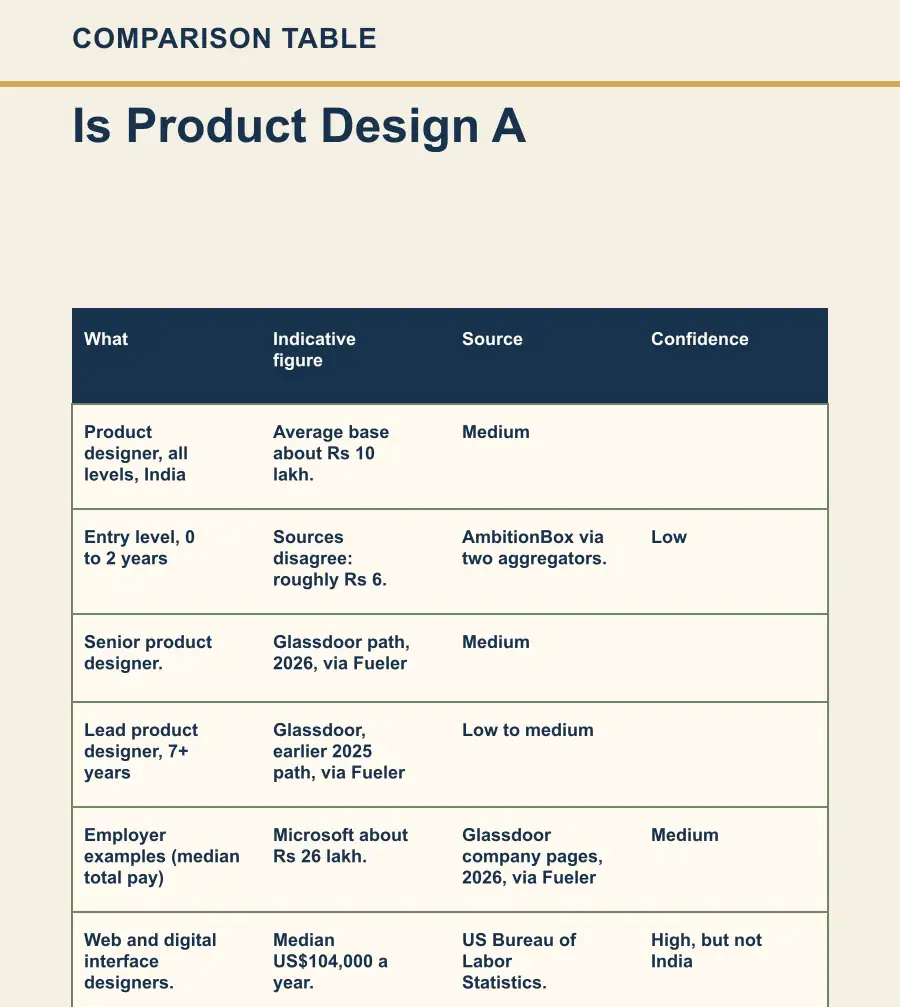 COMPARISON TABLE
Is Product Design A
What
Indicative
figure
Source
Confidence
Product
designer, all
levels, India
Average base
about Rs 10
lakh.
Medium
Entry level, 0
to 2 years
Sources
disagree:
roughly Rs 6.
AmbitionBox via
two aggregators.
Low
Senior product
designer.
Glassdoor path,
2026, via Fueler
Medium
Lead product
designer, 7+
years
Glassdoor,
earlier 2025
path, via Fueler
Low to medium
Employer
examples (median
total pay)
Microsoft about
Rs 26 lakh.
Glassdoor
company pages,
2026, via Fueler
Medium
Web and digital
interface
designers.
Median
US$104,000 a
year.
US Bureau of
Labor
Statistics.
High, but not
India